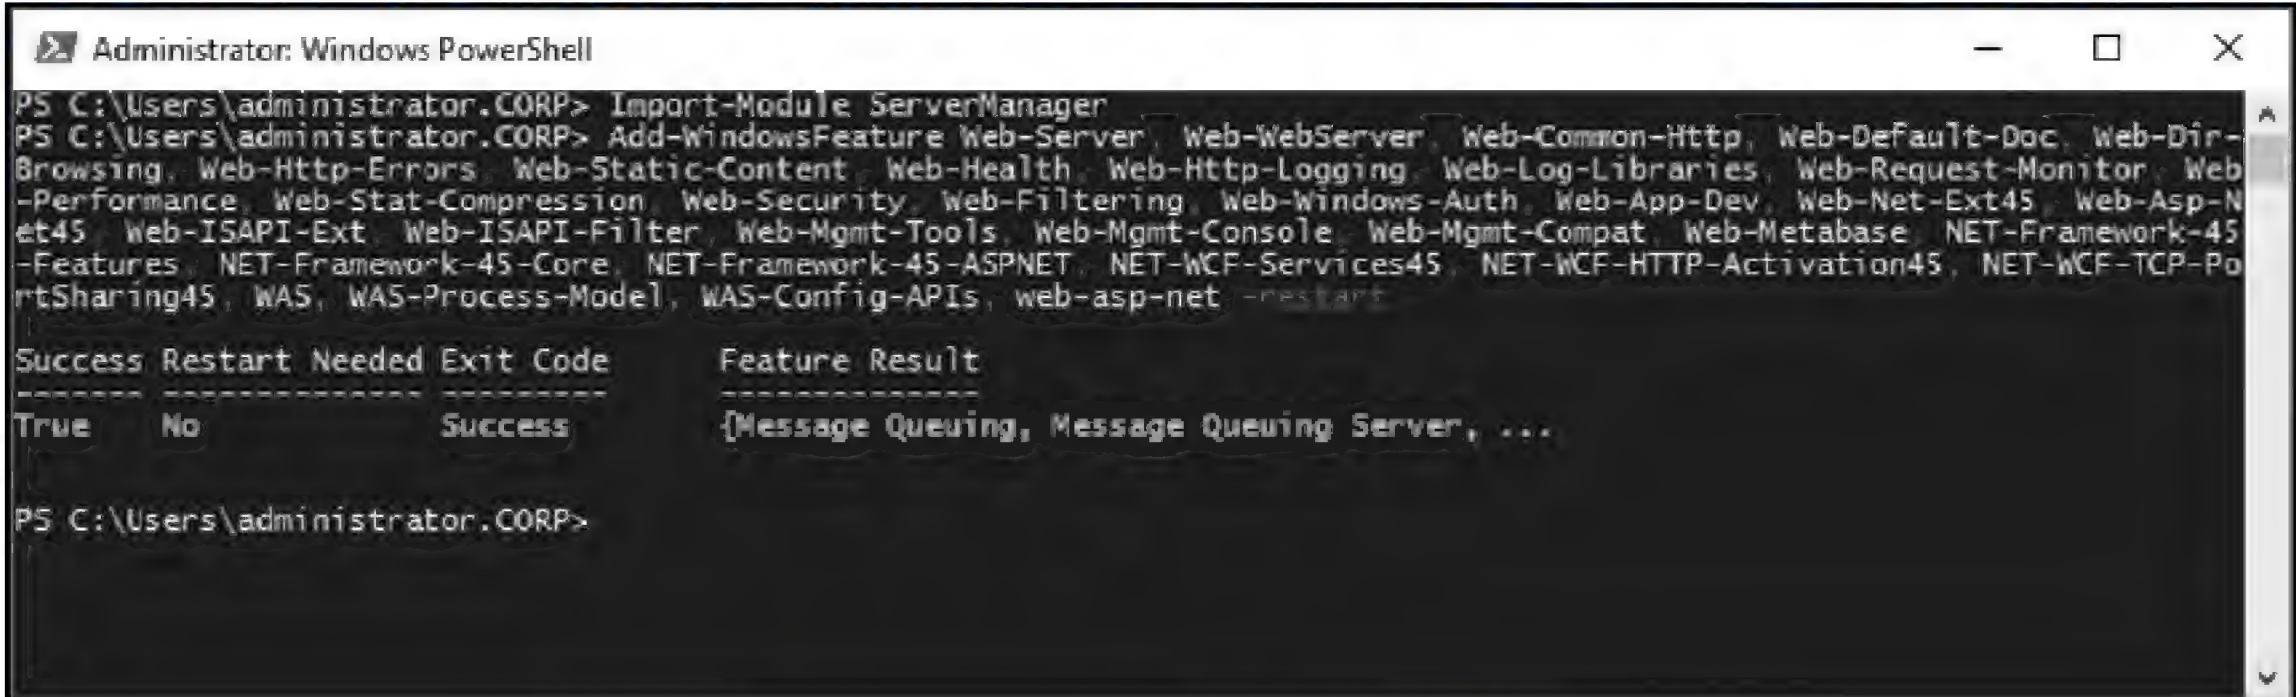 Administrator: Windows PowerShell
PS C:\Users\administrator.CORP> Import-Module ServerManager
PS C:\Users\administrator.CORP> Add-WindowsFeature Web-Server, Web-WebServer, Web-Common-Http, Web-Default-Doc, Web-Dir-
Browsing, Web-Http-Errors, Web-Static-Content, Web-Health, Web-Http-Logging, Web-Log-Libraries, Web-Request-Monitor, Web
-Performance, Web-Stat-Compression, Web-Security, Web-Filtering, Web-Windows-Auth, Web-App-Dev, Web-Net-Ext45, Web-Asp-N
et45, Web-ISAPI-Ext, Web-ISAPI-Filter, Web-Mgmt-Tools, Web-Mgmt-Console, Web-Mgmt-Compat, Web-Metabase, NET-Framework-45
-Features, NET-Framework-45-Core, NET-Framework-45-ASPNET, NET-WCF-Services45, NET-WCF-HTTP-Activation45, NET-WCF-TCP-Po
rtSharing45, WAS, WAS-Process-Model, WAS-Config-APIs, web-asp-net -restart
Success Restart Needed Exit Code Feature Result
------- -------------- --------- --------------
True No Success {Message Queuing, Message Queuing Server, ...
PS C:\Users\administrator.CORP>